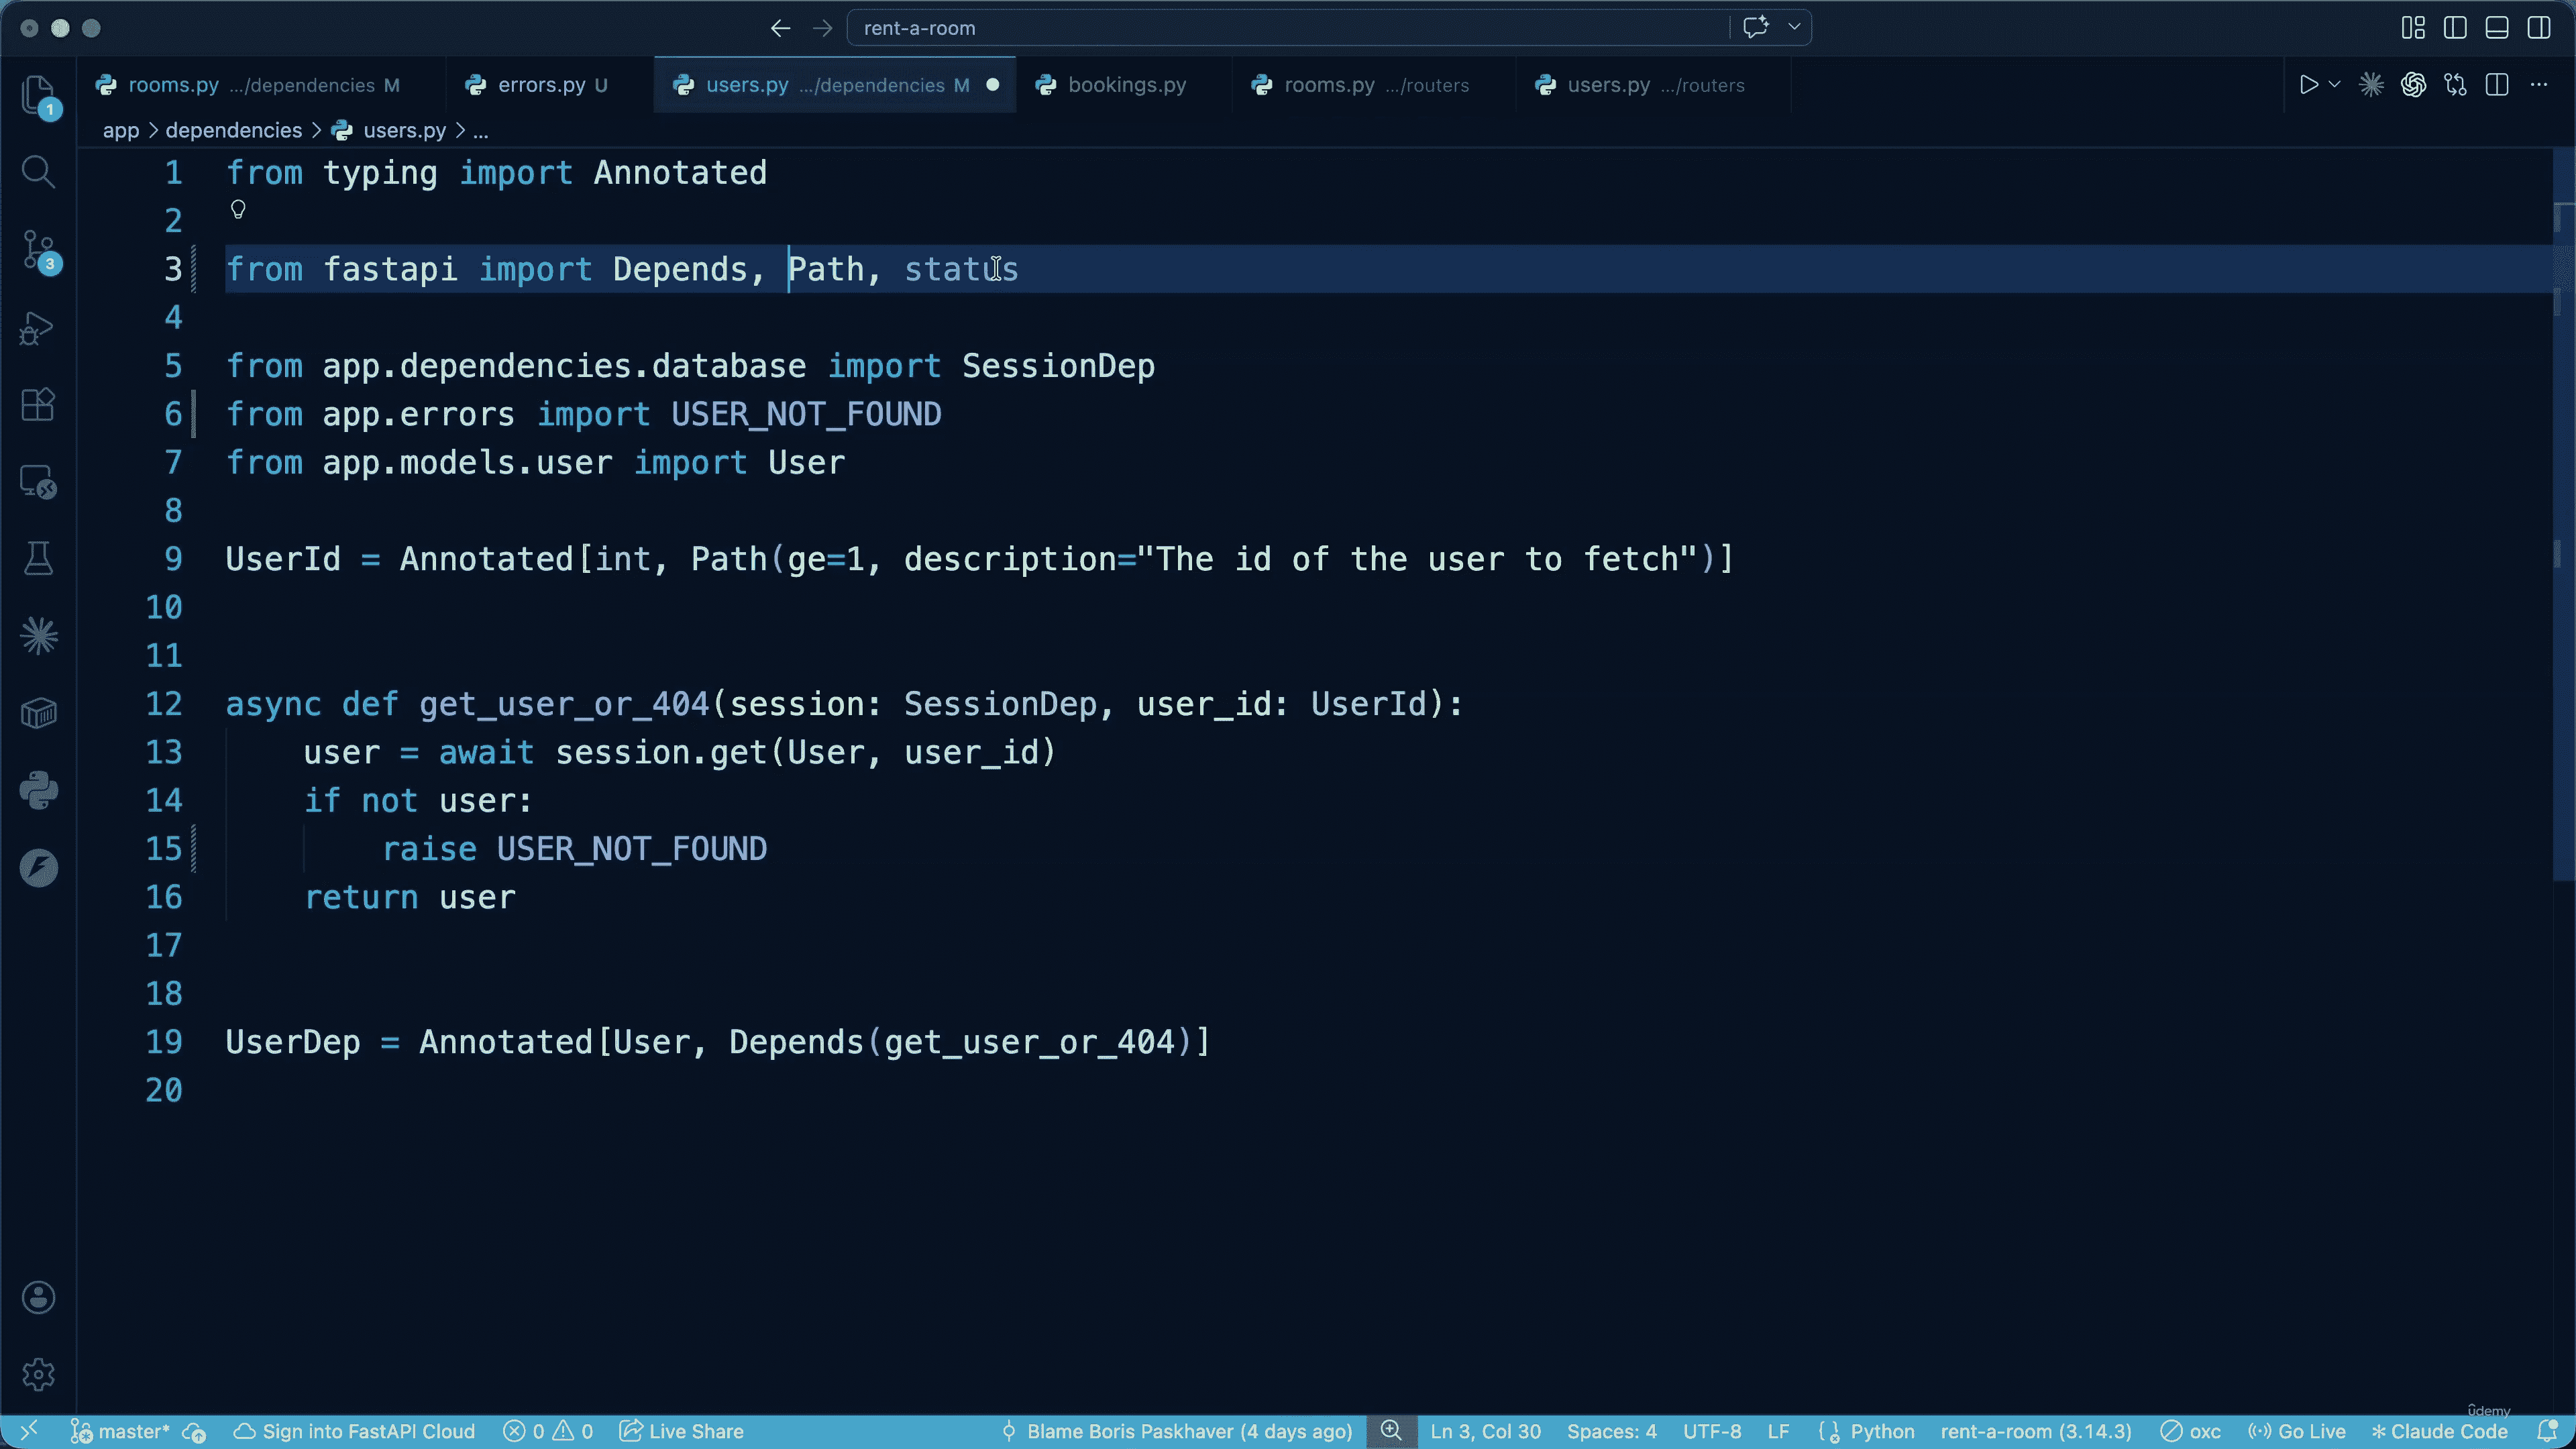 rent-a-room
rooms.py .../dependencies M
errors.py U
users.py .../dependencies M
bookings.py
rooms.py .../routers
users.py .../routers
app > dependencies > users.py > ...
1 from typing import Annotated
2
3 from fastapi import Depends, Path, status
4
5 from app.dependencies.database import SessionDep
6 from app.errors import USER_NOT_FOUND
7 from app.models.user import User
8
9 UserId = Annotated[int, Path(ge=1, description="The id of the user to fetch")]
10
11
12 async def get_user_or_404(session: SessionDep, user_id: UserId):
13     user = await session.get(User, user_id)
14     if not user:
15         raise USER_NOT_FOUND
16     return user
17
18
19 UserDep = Annotated[User, Depends(get_user_or_404)]
20
1
3
udemy
master* Sign into FastAPI Cloud 0 0 Live Share Blame Boris Paskhaver (4 days ago) Ln 3, Col 30 Spaces: 4 UTF-8 LF Python rent-a-room (3.14.3) oxc Go Live Claude Code